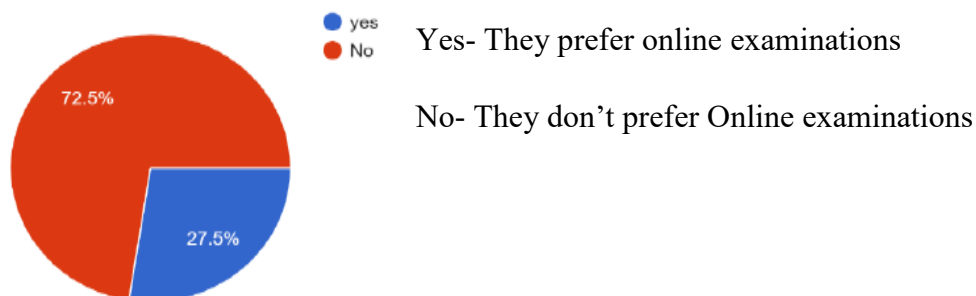 yes
No
Yes- They prefer online examinations
No- They don’t prefer Online examinations
72.5%
27.5%